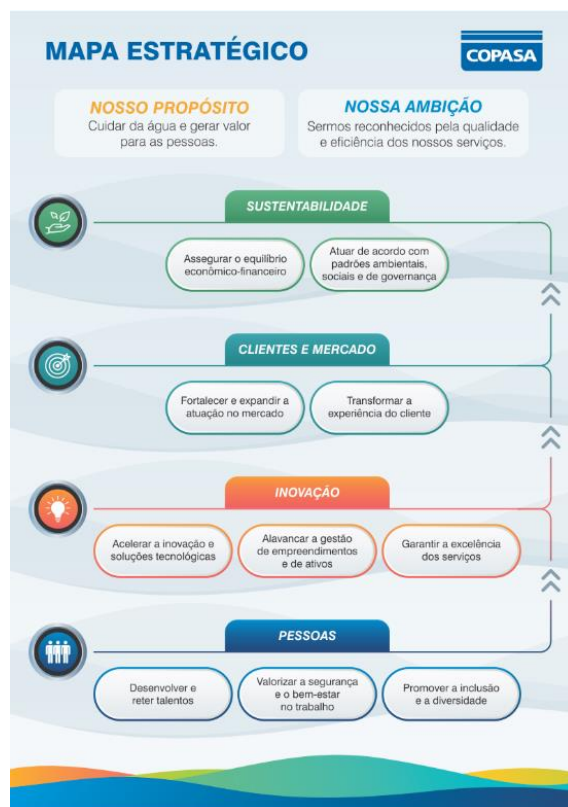 MAPA ESTRATÉGICO
COPASA
NOSSO PROPÓSITO
Cuidar da água e gerar valor
para as pessoas.
NOSSA AMBIÇÃO
Sermos reconhecidos pela qualidade
e eficiência dos nossos serviços.
SUSTENTABILIDADE
Assegurar o equilíbrio
econômico-financeiro
Atuar de acordo com
padrões ambientais,
sociais e de governança
CLIENTES E MERCADO
Fortalecer e expandir a
atuação no mercado
Transformar a
experiência do cliente
INOVAÇÃO
Acelerar a inovação e
soluções tecnológicas
Alavancar a gestão
de empreendimentos
e de ativos
Garantir a excelência
dos serviços
PESSOAS
Desenvolver e
reter talentos
Valorizar a segurança
e o bem-estar
no trabalho
Promover a inclusão
e a diversidade